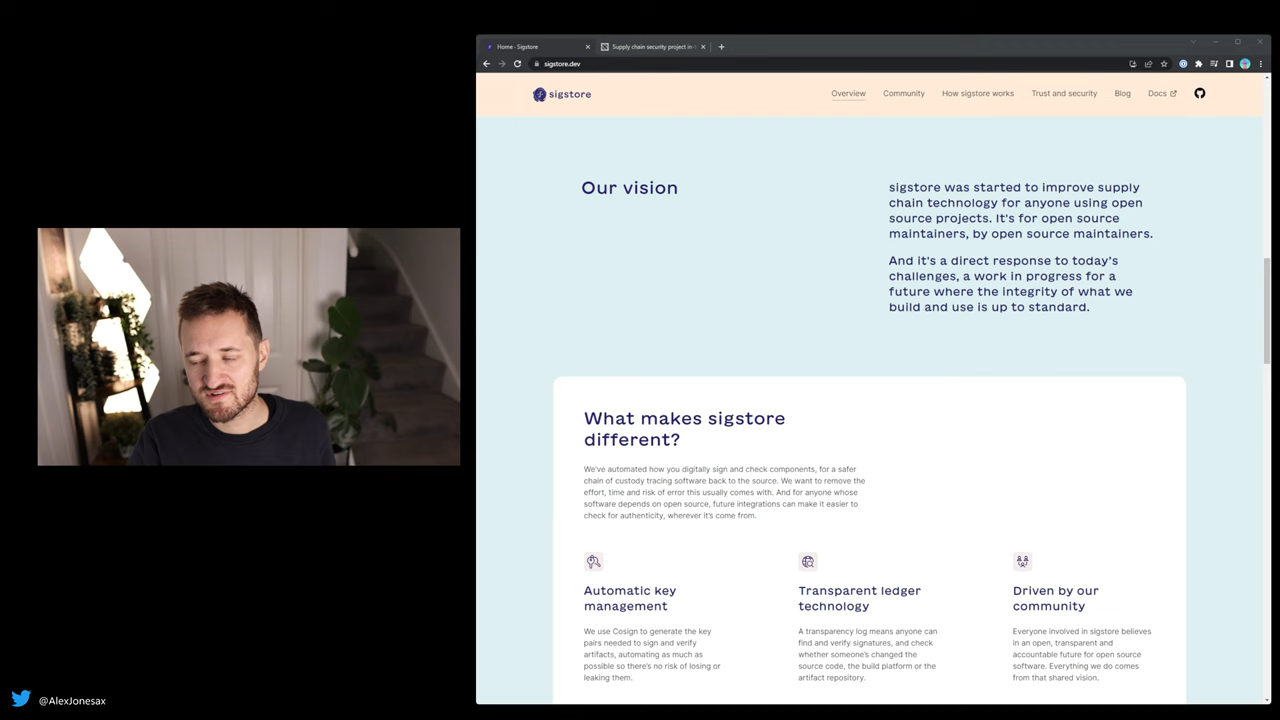 Home - Sigstore
Supply chain security project in
sigstore.dev
sigstore
Overview
Community
How sigstore works
Trust and security
Blog
Docs
Our vision
sigstore was started to improve supply
chain technology for anyone using open
source projects. It's for open source
maintainers, by open source maintainers.
And it's a direct response to today's
challenges, a work in progress for a
future where the integrity of what we
build and use is up to standard.
What makes sigstore
different?
We've automated how you digitally sign and check components, for a safer
chain of custody tracing software back to the source. We want to remove the
effort, time and risk of error this usually comes with. And for anyone whose
software depends on open source, future integrations can make it easier to
check for authenticity, wherever it's come from.
Automatic key
management
We use Cosign to generate the key
pairs needed to sign and verify
artifacts, automating as much as
possible so there's no risk of losing or
leaking them.
Transparent ledger
technology
A transparency log means anyone can
find and verify signatures, and check
whether someone's changed the
source code, the build platform or the
artifact repository.
Driven by our
community
Everyone involved in sigstore believes
in an open, transparent and
accountable future for open source
software. Everything we do comes
from that shared vision.
@AlexJonesax